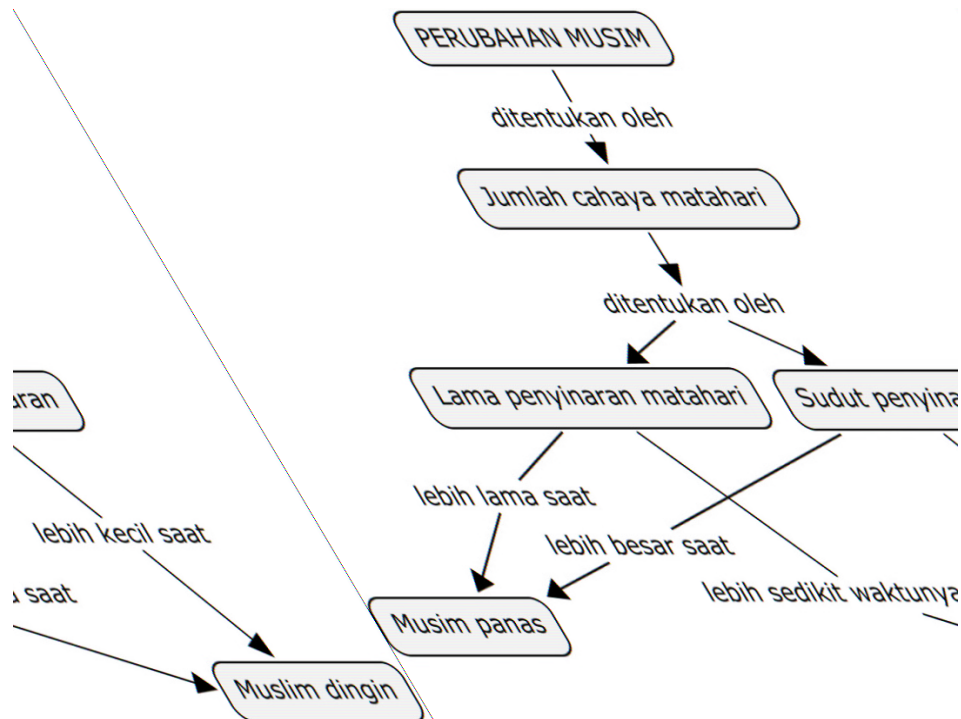 PERUBAHAN MUSIM
ditentukan oleh
Jumlah cahaya matahari
ditentukan oleh
Lama penyinaran matahari
Sudut penyina
aran
lebih lama saat
lebih kecil saat
lebih besar saat
saat
lebih sedikit waktunya
Musim panas
Muslim dingin